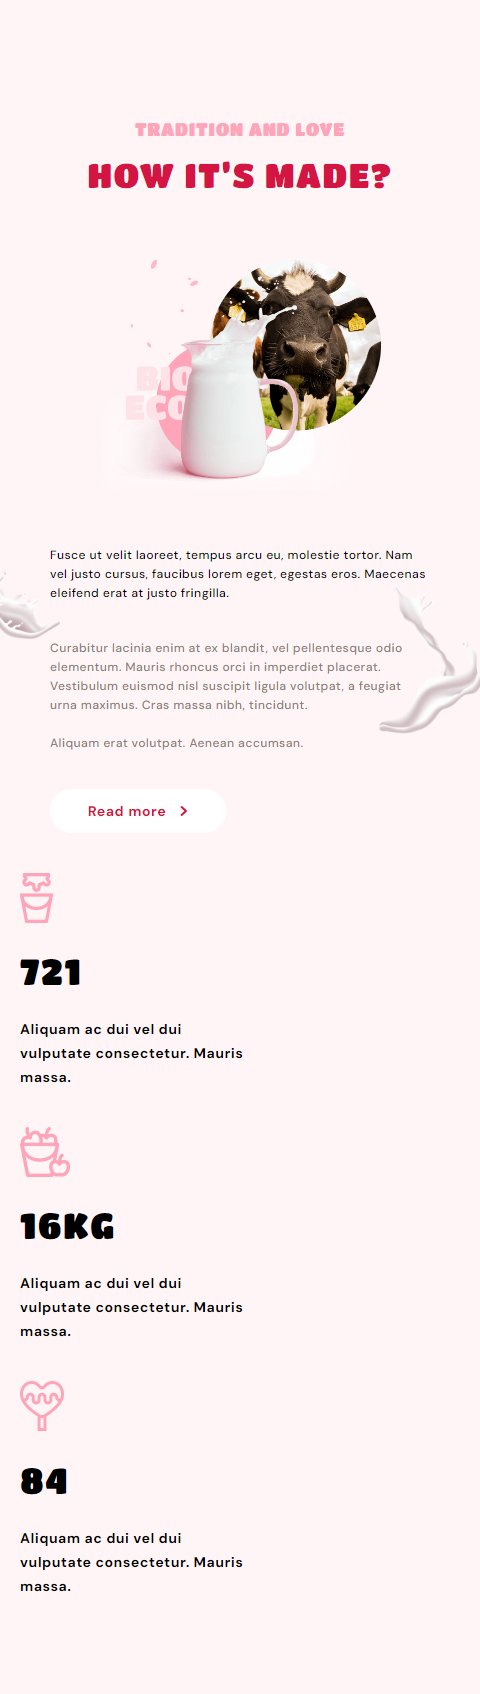 TRADITION AND LOVE
HOW IT'S MADE?
BIO
ECO
Fusce ut velit laoreet, tempus arcu eu, molestie tortor. Nam
vel justo cursus, faucibus lorem eget, egestas eros. Maecenas
eleifend erat at justo fringilla.
Curabitur lacinia enim at ex blandit, vel pellentesque odio
elementum. Mauris rhoncus orci in imperdiet placerat.
Vestibulum euismod nisl suscipit ligula volutpat, a feugiat
urna maximus. Cras massa nibh, tincidunt.
Aliquam erat volutpat. Aenean accumsan.
Read more
721
Aliquam ac dui vel dui
vulputate consectetur. Mauris
massa.
16KG
Aliquam ac dui vel dui
vulputate consectetur. Mauris
massa.
84
Aliquam ac dui vel dui
vulputate consectetur. Mauris
massa.